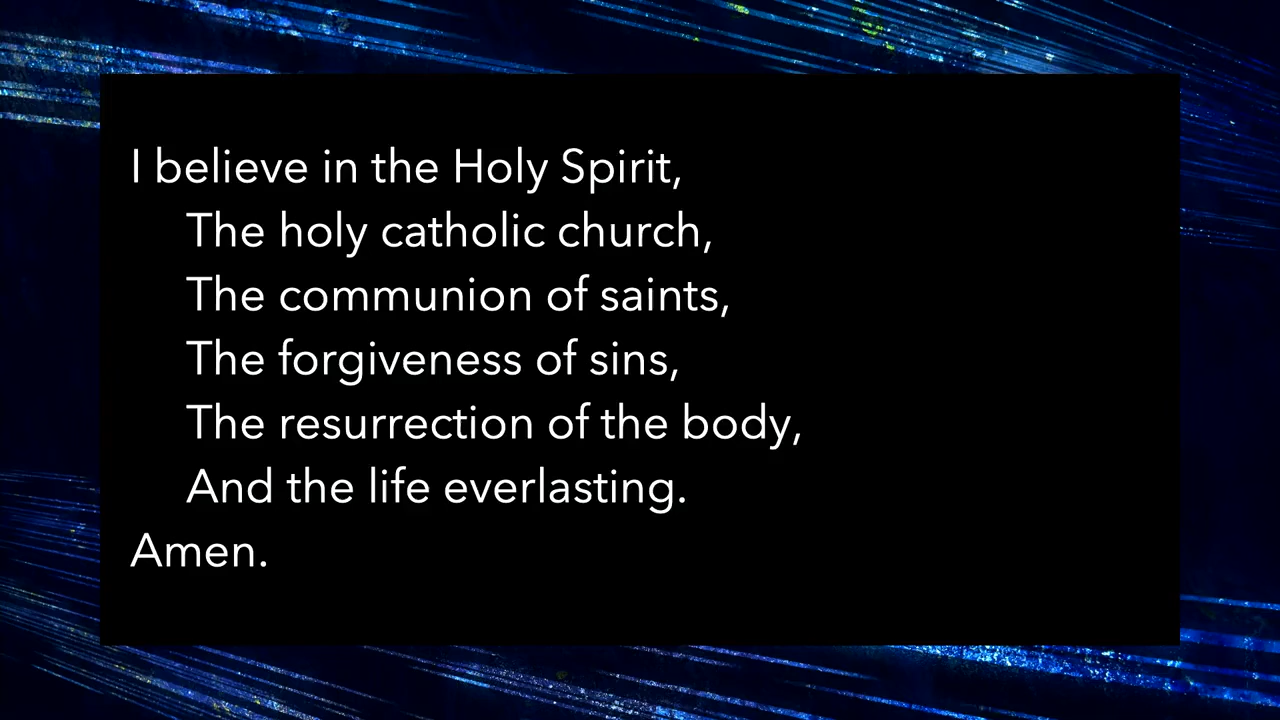 I believe in the Holy Spirit,
The holy catholic church,
The communion of saints,
The forgiveness of sins,
The resurrection of the body,
And the life everlasting.
Amen.